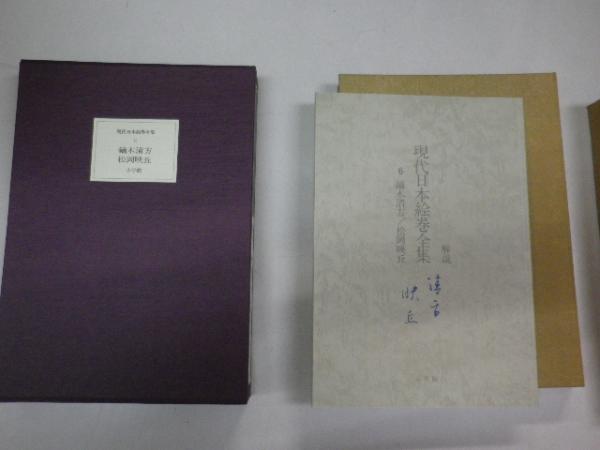 現代日本絵巻全集
6
鏑木清方
松岡映丘
小学館
現代日本絵巻全集
解説
6 鏑木清方／松岡映丘
清方
映丘
小学館